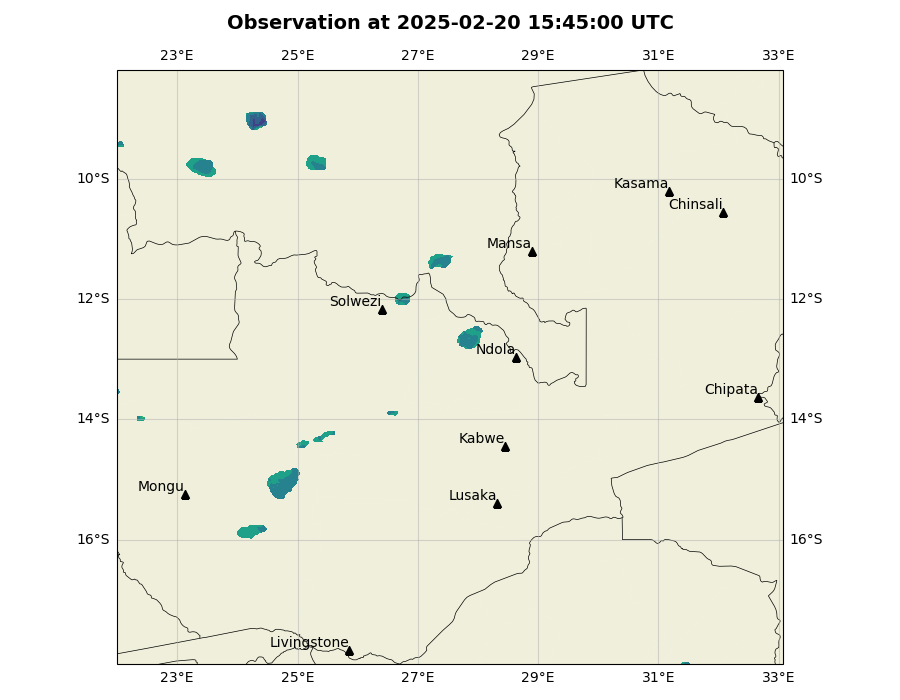 Observation at 2025-02-20 15:45:00 UTC
23°E 25°E 27°E 29°E 31°E 33°E
10°S 10°S
Kasama
Chinsali
Mansa
12°S 12°S
Solwezi
Ndola
Chipata
14°S 14°S
Kabwe
Mongu
Lusaka
16°S 16°S
Livingstone
23°E 25°E 27°E 29°E 31°E 33°E